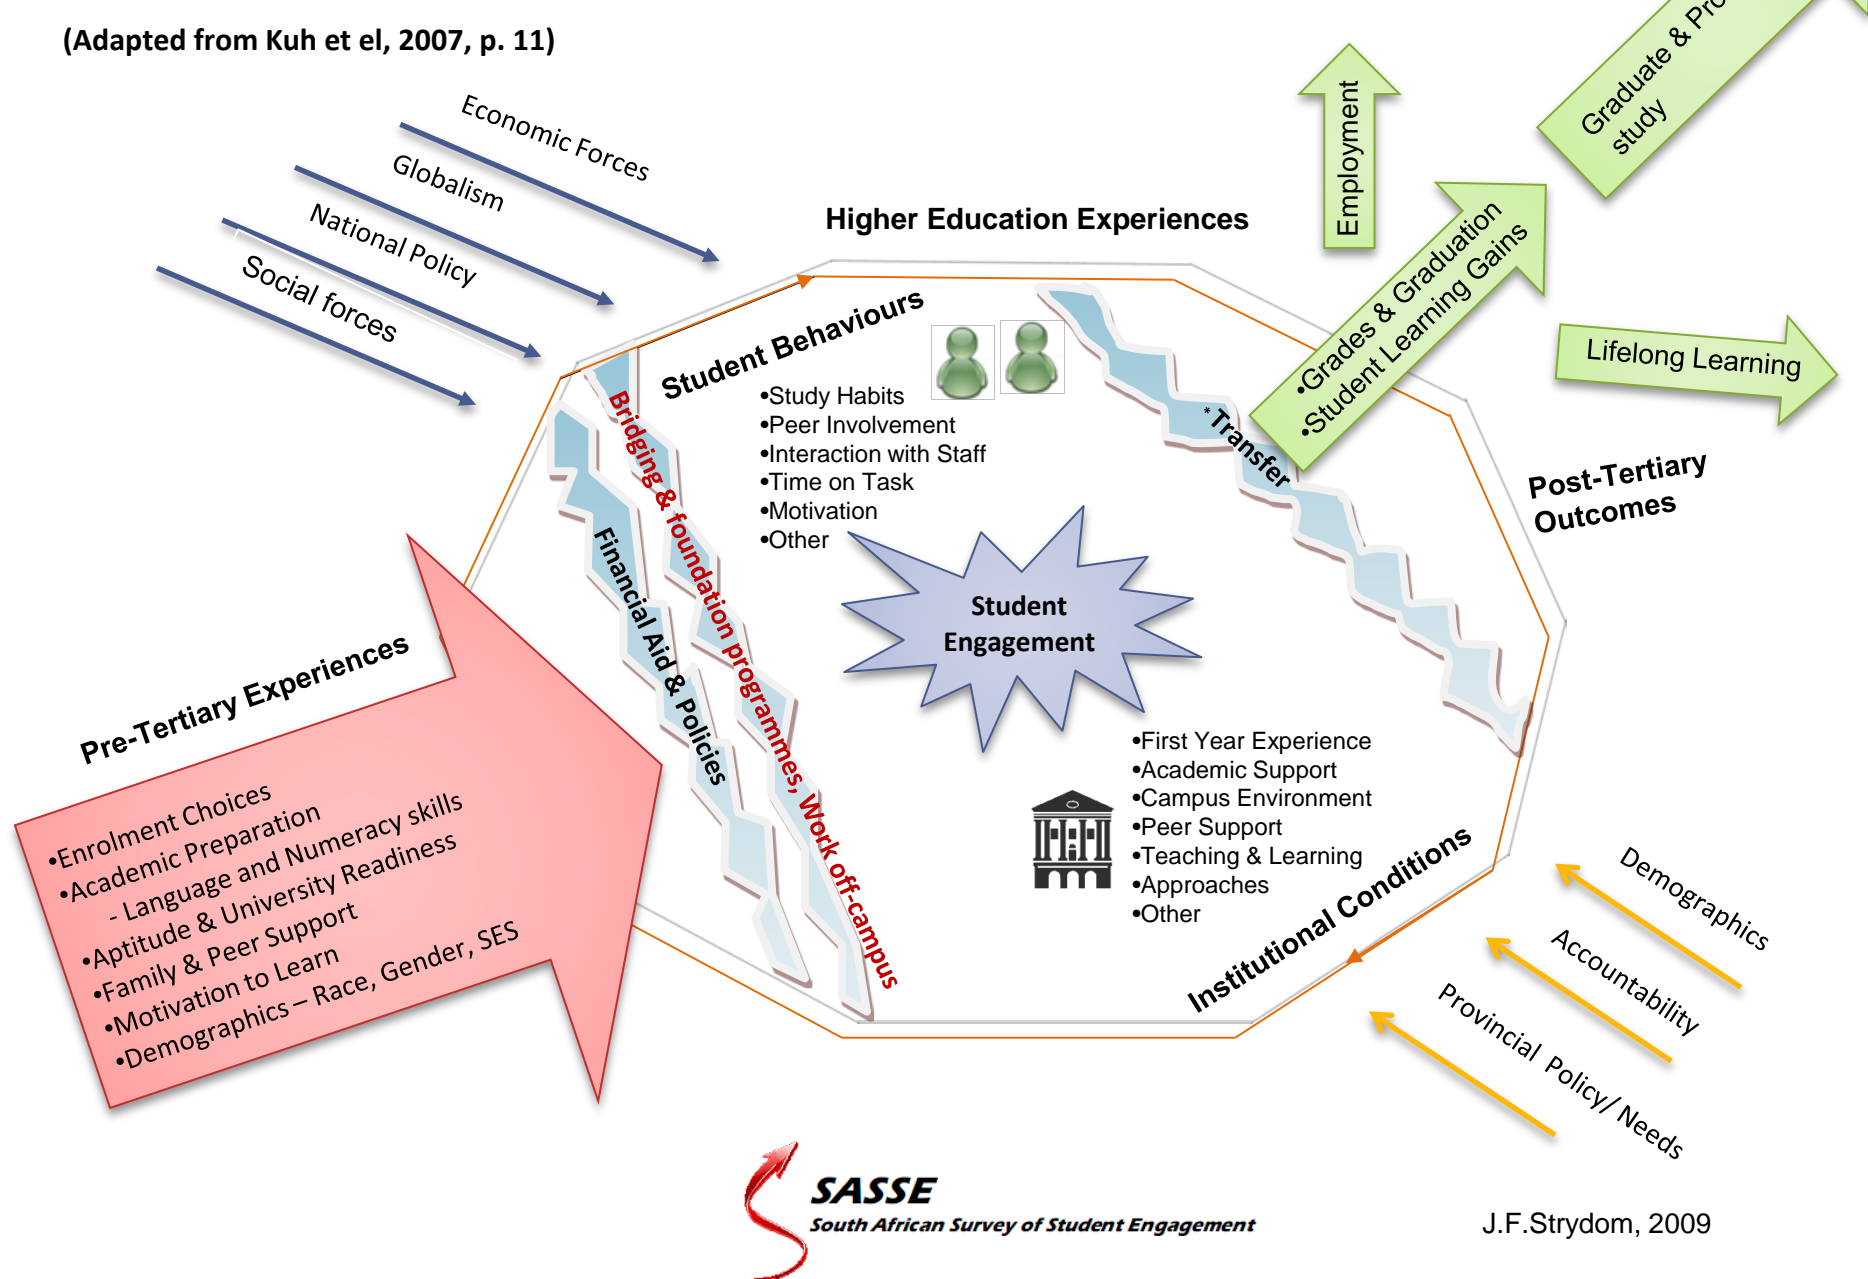 (Adapted from Kuh et el, 2007, p. 11)
Economic Forces
Globalism
National Policy
Social forces
Higher Education Experiences
Employment
Graduate &
study
•Grades & Graduation
•Student Learning Gains
Lifelong Learning
Post-Tertiary
Outcomes
Student Behaviours
•Study Habits
•Peer Involvement
•Interaction with Staff
•Time on Task
•Motivation
•Other
* Transfer
Bridging & foundation programmes, Work off-campus
Financial Aid & Policies
Student
Engagement
Pre-Tertiary Experiences
•Enrolment Choices
•Academic Preparation
- Language and Numeracy skills
•Aptitude & University Readiness
•Family & Peer Support
•Motivation to Learn
•Demographics – Race, Gender, SES
•First Year Experience
•Academic Support
•Campus Environment
•Peer Support
•Teaching & Learning
•Approaches
•Other
Institutional Conditions
Demographics
Accountability
Provincial Policy/ Needs
SASSE
South African Survey of Student Engagement
J.F.Strydom, 2009